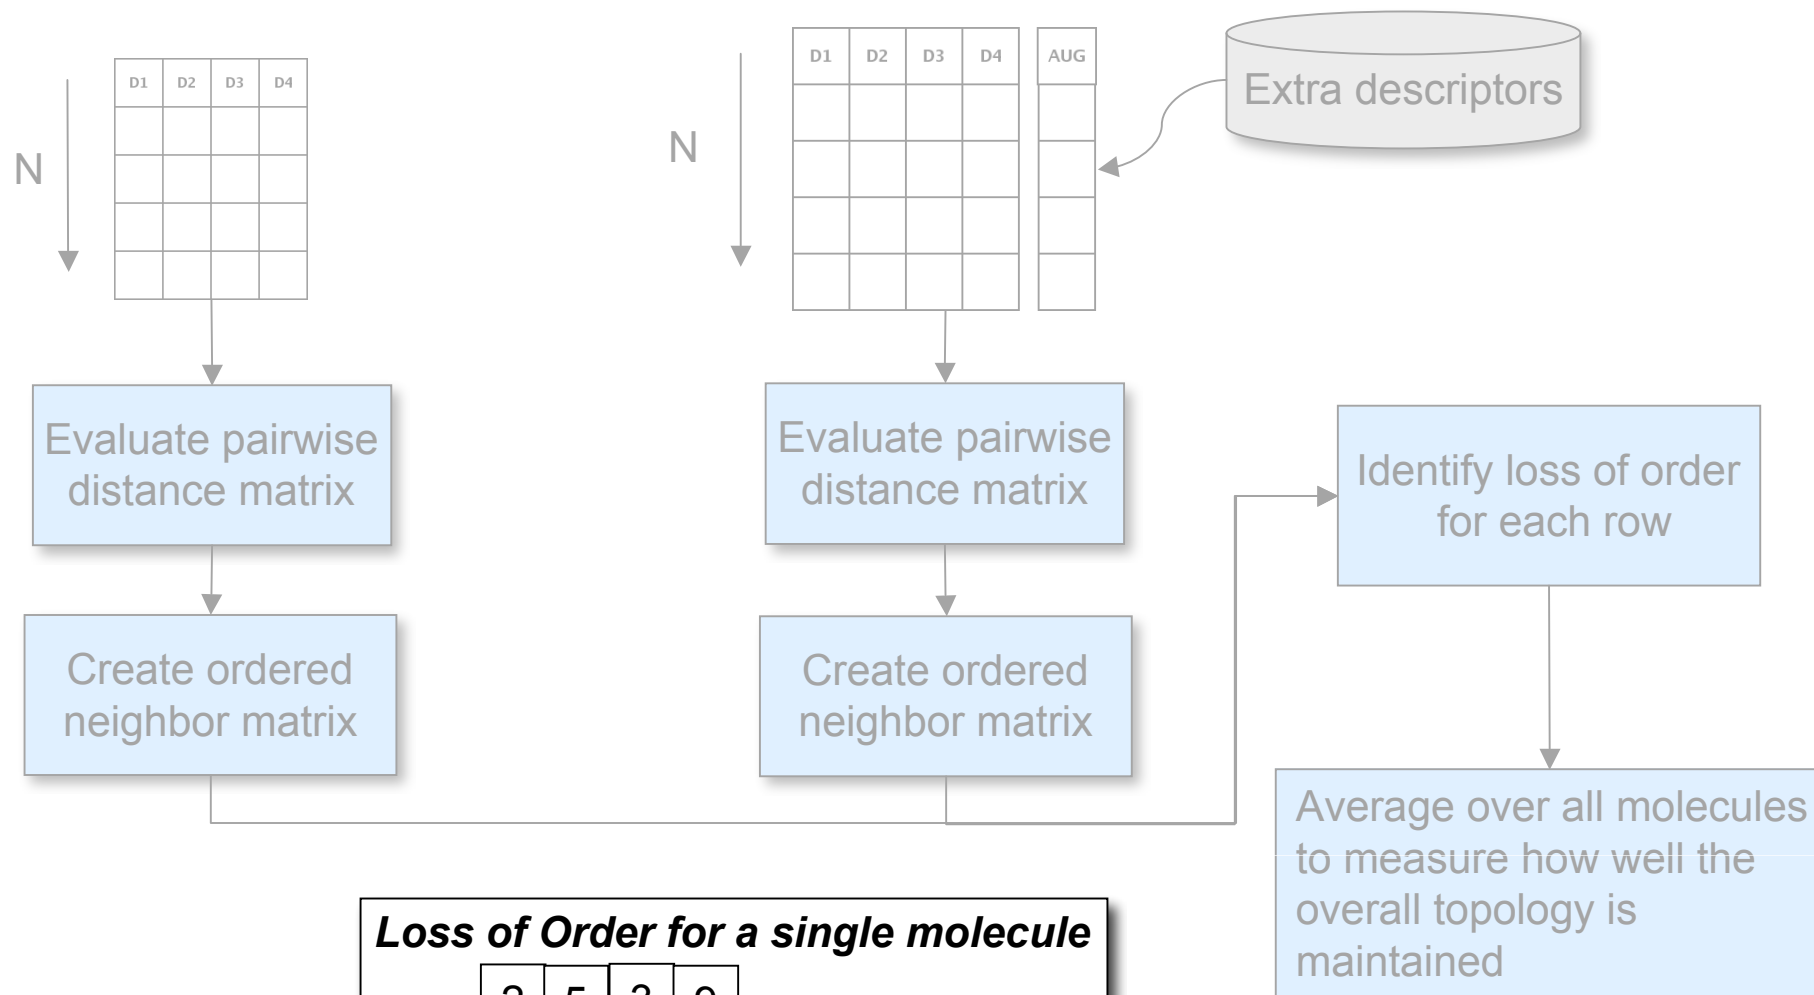 D1 D2 D3 D4
N
D1 D2 D3 D4 AUG
N
Extra descriptors
Evaluate pairwise
distance matrix
Create ordered
neighbor matrix
Evaluate pairwise
distance matrix
Create ordered
neighbor matrix
Identify loss of order
for each row
Average over all molecules
to measure how well the
overall topology is
maintained
Loss of Order for a single molecule
5